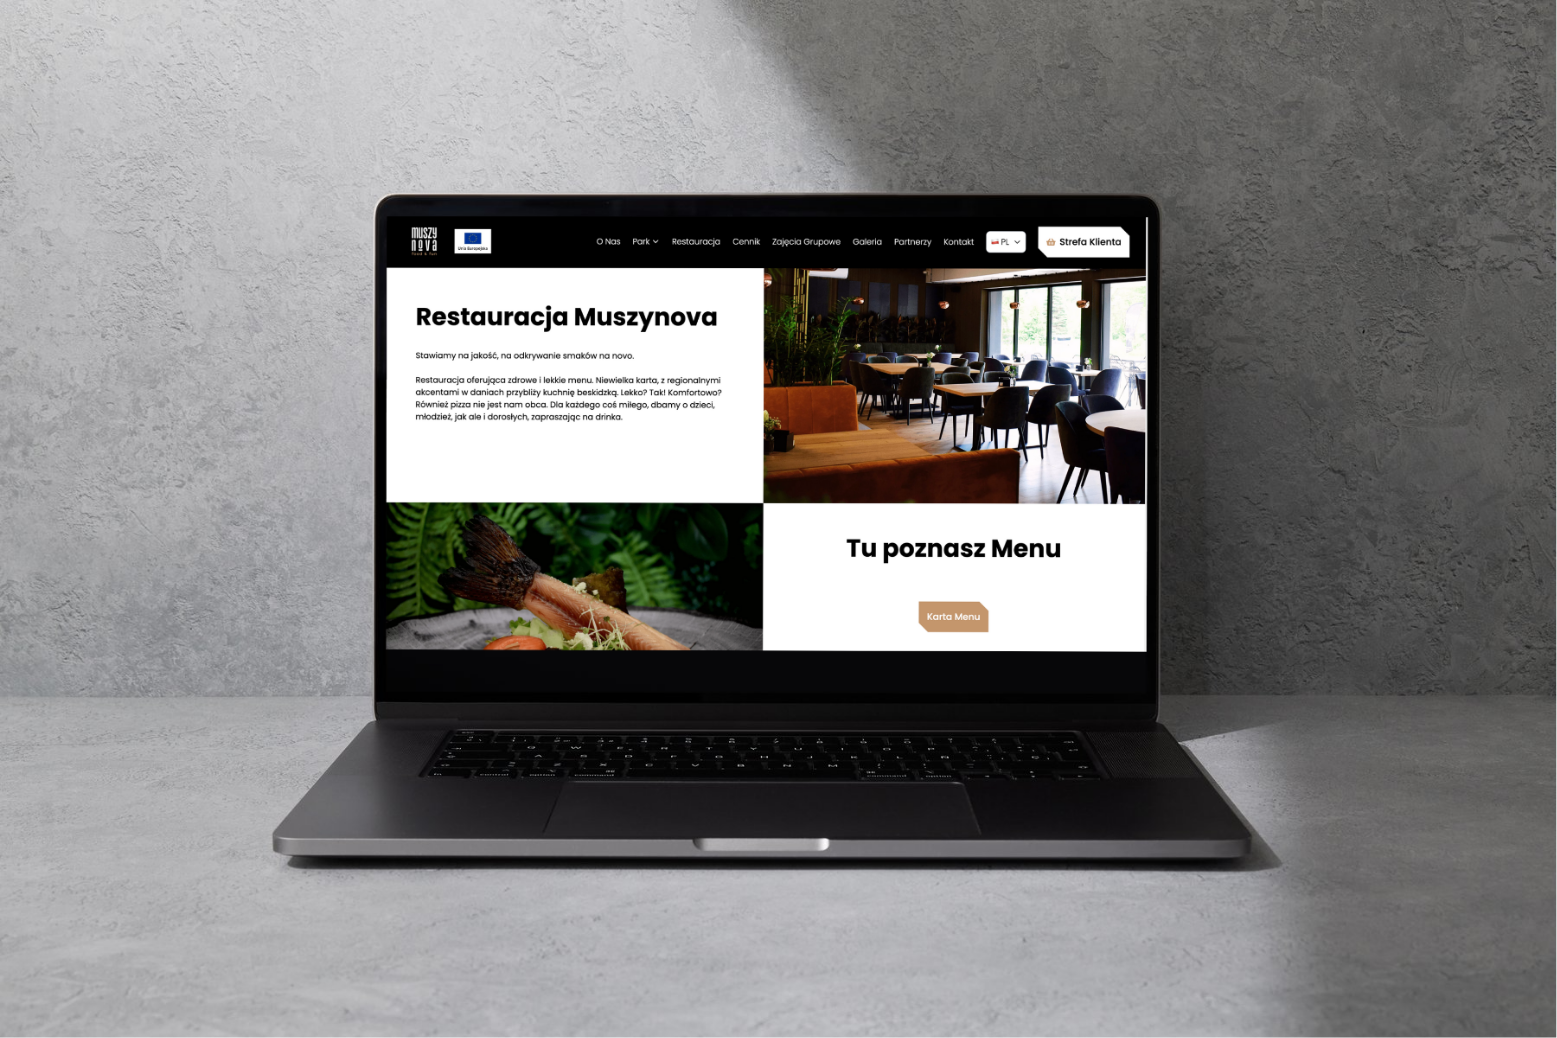 muszy
nova
Unia Europejska
O Nas Park Restauracja Cennik Zajęcia Grupowe Galeria Partnerzy Kontakt PL Strefa Klienta
Restauracja Muszynova
Stawiamy na jakość, na odkrywanie smaków na novo.
Restauracja oferująca zdrowe i lekkie menu. Niewielka karta, z regionalnymi
akcentami w daniach przybliży kuchnię beskidzką. Lekko? Tak! Komfortowo?
Również pizza nie jest nam obca. Dla każdego coś miłego, dbamy o dzieci,
młodzież, jak ale i dorosłych, zapraszając na drinka.
Tu poznasz Menu
Karta Menu